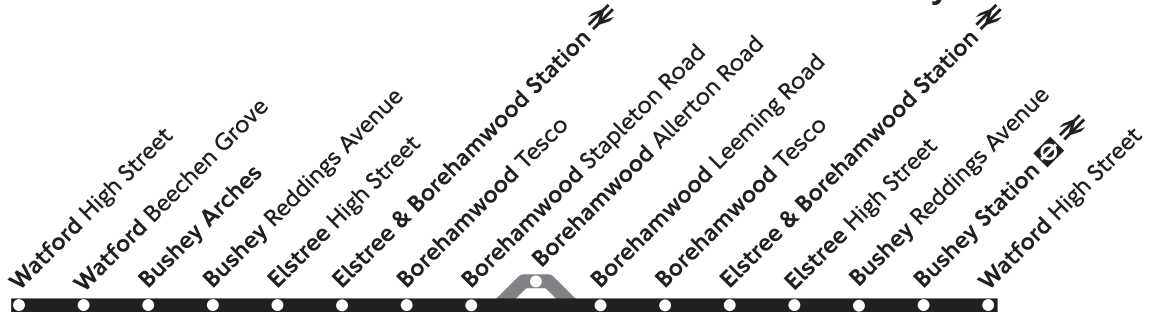 Watford High Street
Watford Beechen Grove
Bushey Arches
Bushey Reddings Avenue
Elstree High Street
Elstree & Borehamwood Station
Borehamwood Tesco
Borehamwood Stapleton Road
Borehamwood Allerton Road
Borehamwood Leeming Road
Borehamwood Tesco
Elstree & Borehamwood Station
Elstree High Street
Bushey Reddings Avenue
Bushey Station
Watford High Street